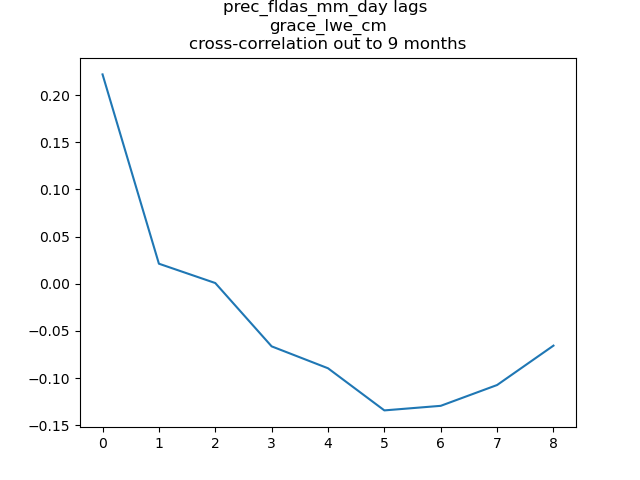 prec_fldas_mm_day lags
grace_lwe_cm
cross-correlation out to 9 months
0.20
0.15
0.10
0.05
0.00
−0.05
−0.10
−0.15
0 1 2 3 4 5 6 7 8